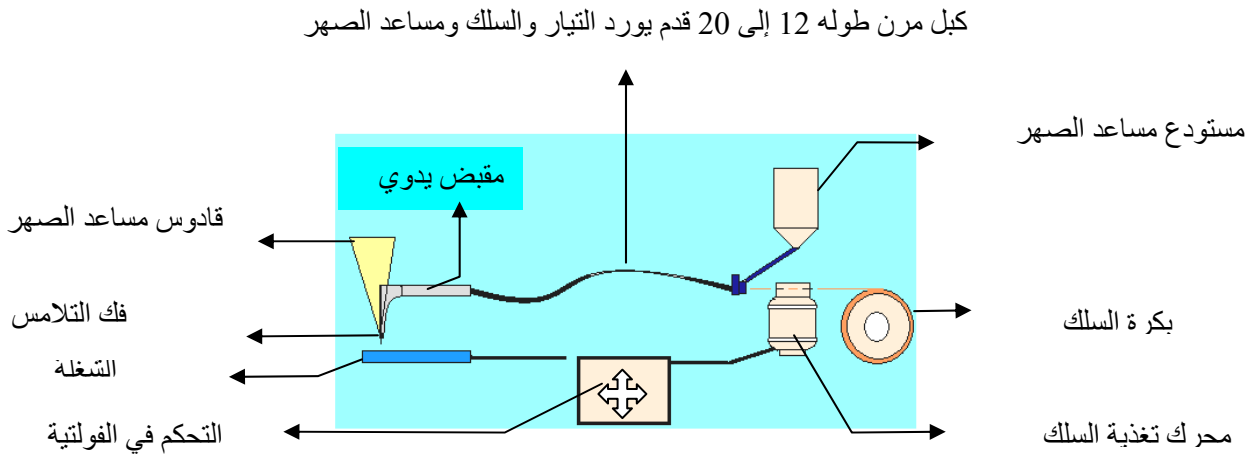 كبل مرن طوله 12 إلى 20 قدم يورد التيار والسلك ومساعد الصهر
مستودع مساعد الصهر
مقبض يدوي
قادوس مساعد الصهر
فك التلامس
بكرة السلك
الشغلة
التحكم في الفولتية
محرك تغذية السلك